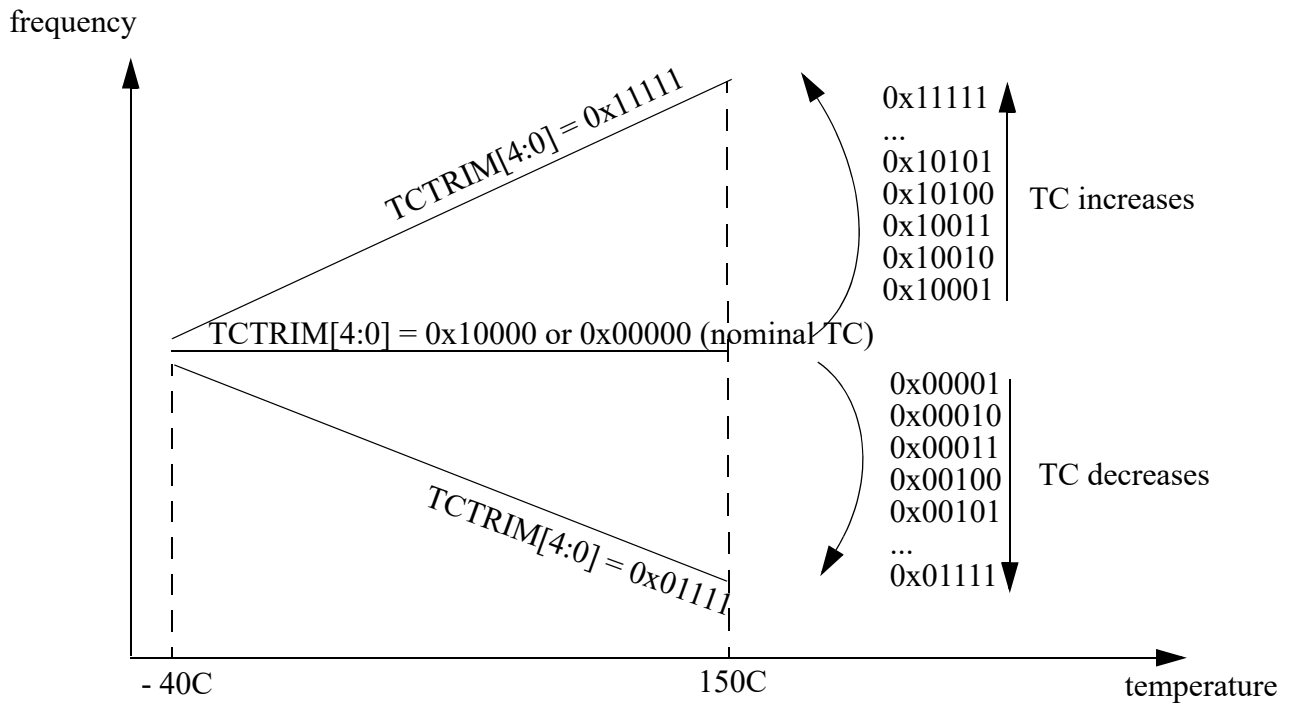 frequency
TCTRIM[4:0] = 0x11111
0x11111
...
0x10101
0x10100
0x10011
0x10010
0x10001
TC increases
TCTRIM[4:0] = 0x10000 or 0x00000 (nominal TC)
0x00001
0x00010
0x00011
0x00100
0x00101
...
0x01111
TC decreases
TCTRIM[4:0] = 0x01111
- 40C
150C
temperature